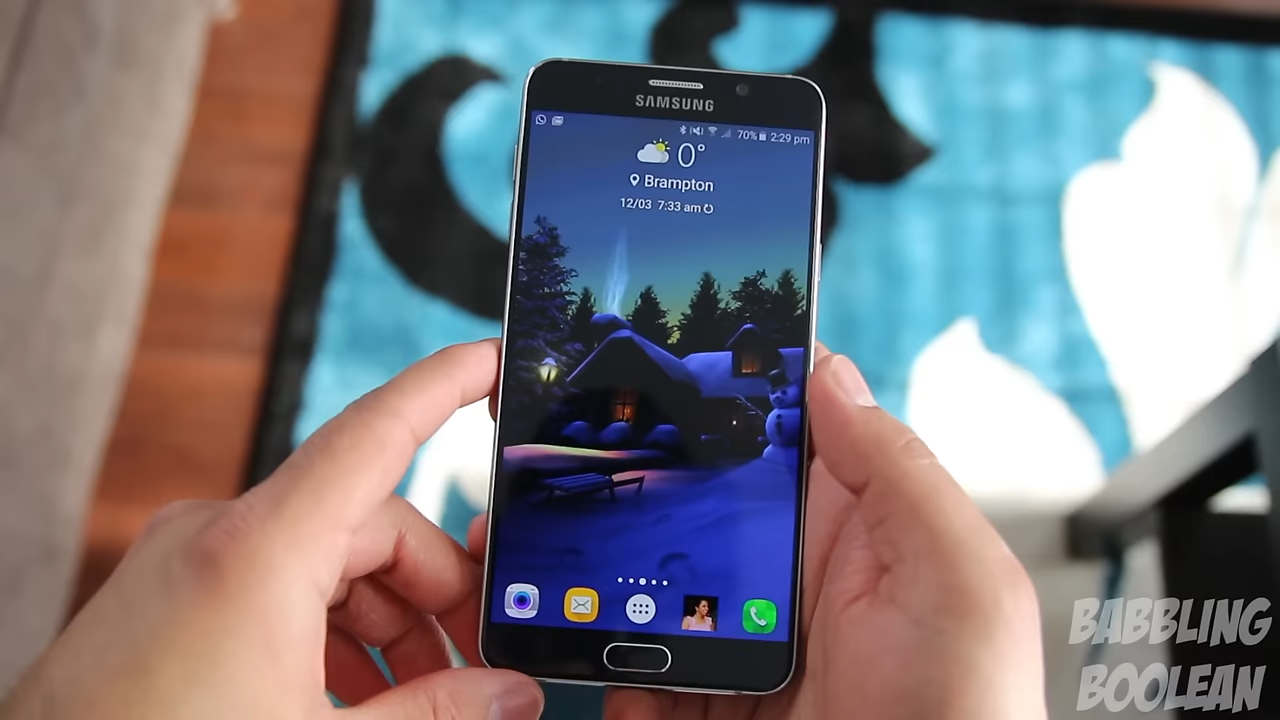 SAMSUNG
70% 2:29 pm
0°
Brampton
12/03 7:33 am
BABBLING
BOOLEAN